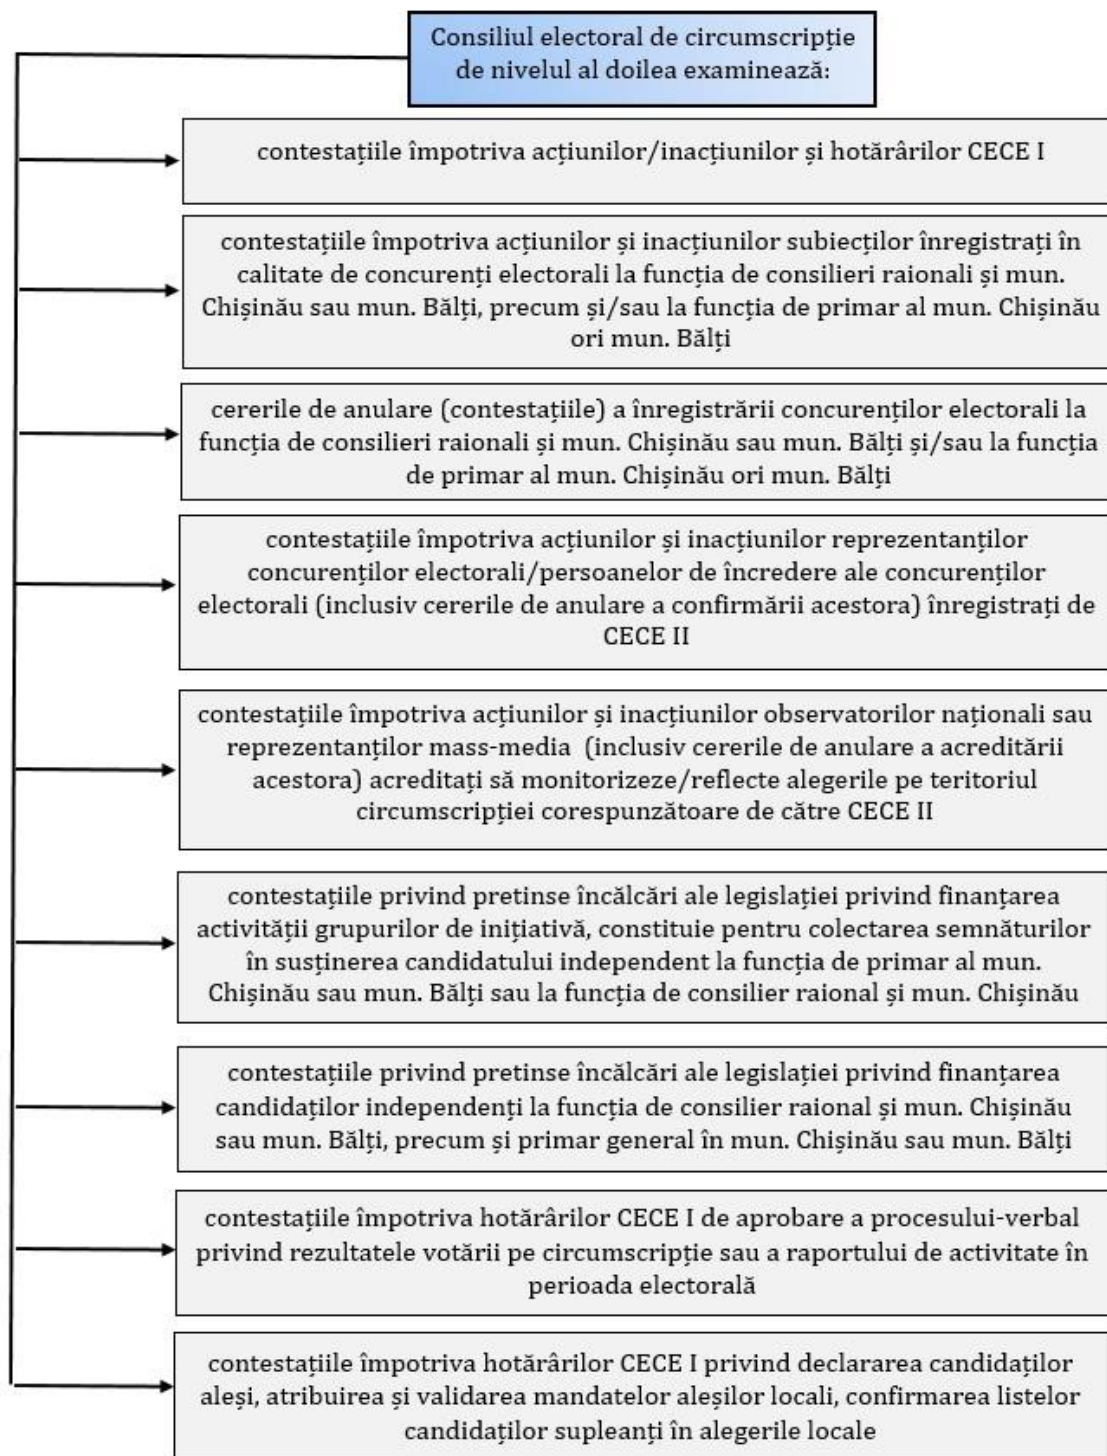 Consiliul electoral de circumscripție
de nivelul al doilea examinează:
contestațiile împotriva acțiunilor/inacțiunilor și hotărârilor CECE I
contestațiile împotriva acțiunilor și inacțiunilor subiecților înregistrați în
calitate de concurenți electorali la funcția de consilieri raionali și mun.
Chișinău sau mun. Bălți, precum și/sau la funcția de primar al mun. Chișinău
ori mun. Bălți
cererile de anulare (contestațiile) a înregistrării concurenților electorali la
funcția de consilieri raionali și mun. Chișinău sau mun. Bălți și/sau la funcția
de primar al mun. Chișinău ori mun. Bălți
contestațiile împotriva acțiunilor și inacțiunilor reprezentanților
concurenților electorali/persoanelor de încredere ale concurenților
electorali (inclusiv cererile de anulare a confirmării acestora) înregistrați de
CECE II
contestațiile împotriva acțiunilor și inacțiunilor observatorilor naționali sau
reprezentanților mass-media (inclusiv cererile de anulare a acreditării
acestora) acreditați să monitorizeze/reflecte alegerile pe teritoriul
circumscripției corespunzătoare de către CECE II
contestațiile privind pretinse încălcări ale legislației privind finanțarea
activității grupurilor de inițiativă, constituie pentru colectarea semnăturilor
în susținerea candidatului independent la funcția de primar al mun.
Chișinău sau mun. Bălți sau la funcția de consilier raional și mun. Chișinău
contestațiile privind pretinse încălcări ale legislației privind finanțarea
candidaților independenți la funcția de consilier raional și mun. Chișinău
sau mun. Bălți, precum și primar general în mun. Chișinău sau mun. Bălți
contestațiile împotriva hotărârilor CECE I de aprobare a procesului-verbal
privind rezultatele votării pe circumscripție sau a raportului de activitate în
perioada electorală
contestațiile împotriva hotărârilor CECE I privind declararea candidaților
aleși, atribuirea și validarea mandatelor aleșilor locali, confirmarea listelor
candidaților supleanți în alegerile locale